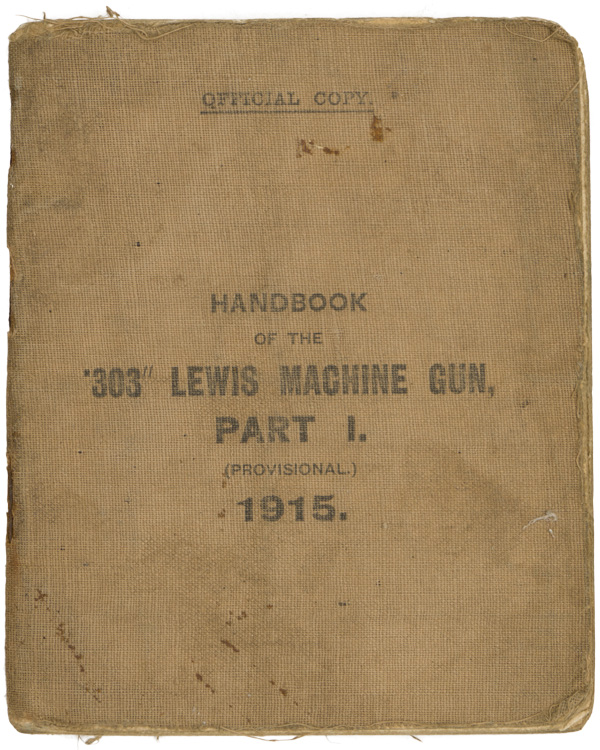 OFFICIAL COPY.
HANDBOOK
OF THE
·303" LEWIS MACHINE GUN,
PART I.
(PROVISIONAL.)
1915.